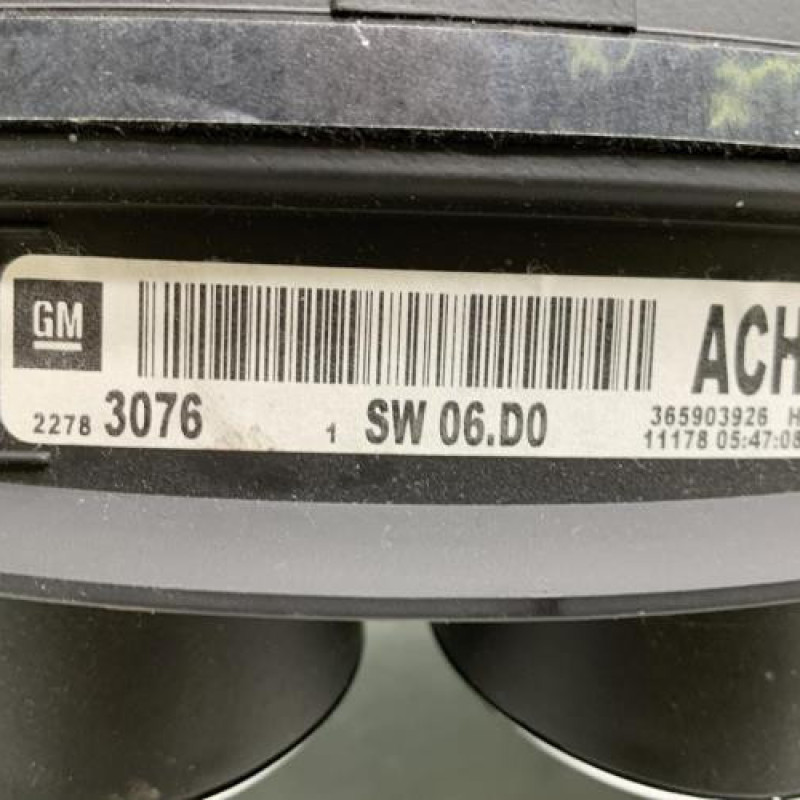 GM
ACH
2278 3076 1 SW 06.D0
365903926 H
11178 05:47:08